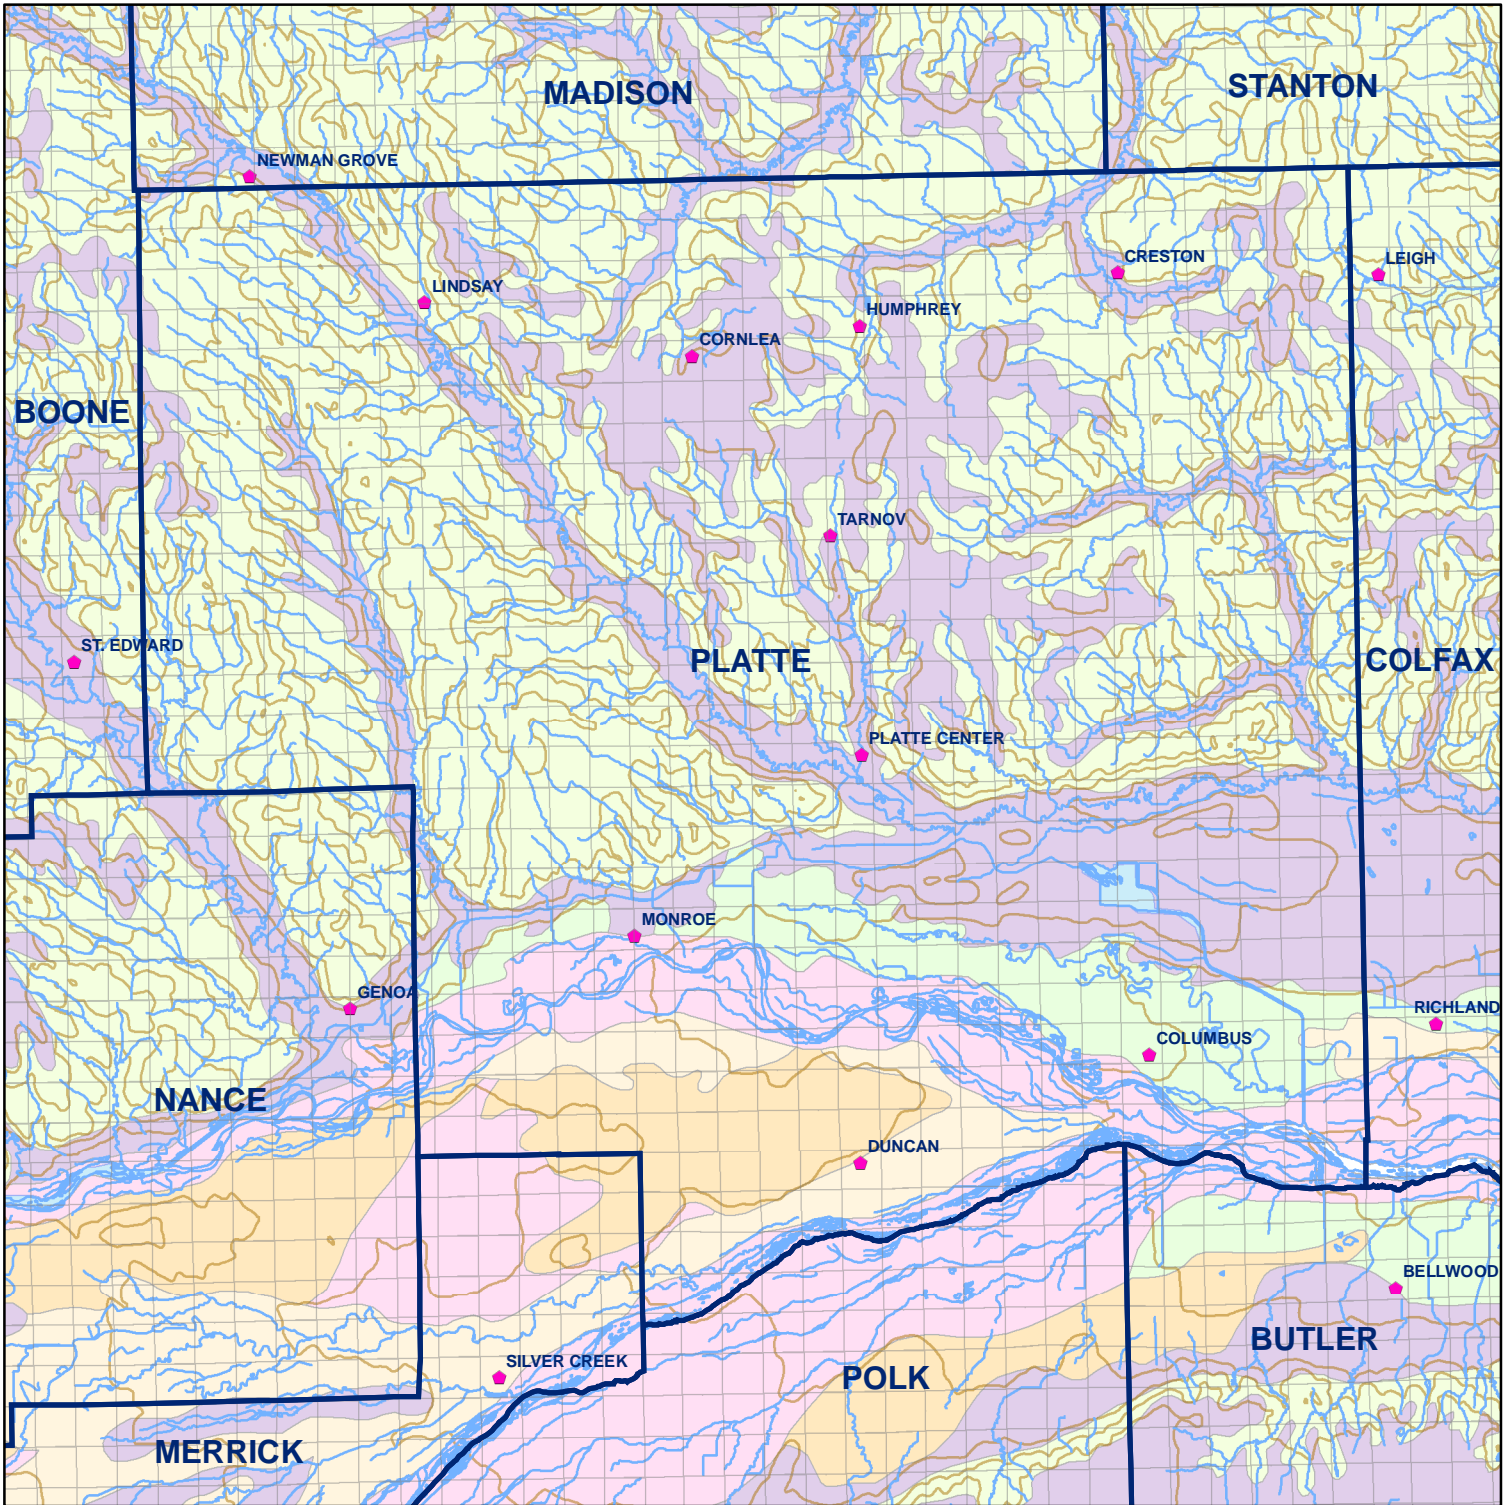 MADISON
STANTON
NEWMAN GROVE
CRESTON
LEIGH
LINDSAY
HUMPHREY
CORNLEA
BOONE
TARNOV
ST. EDWARD
PLATTE
COLFAX
PLATTE CENTER
MONROE
GENOA
RICHLAND
COLUMBUS
NANCE
DUNCAN
BELLWOOD
BUTLER
SILVER CREEK
POLK
MERRICK